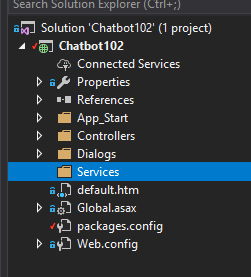 Search Solution Explorer (Ctrl+;)
Solution 'Chatbot102' (1 project)
Chatbot102
Connected Services
Properties
References
App_Start
Controllers
Dialogs
Services
default.htm
Global.asax
packages.config
Web.config